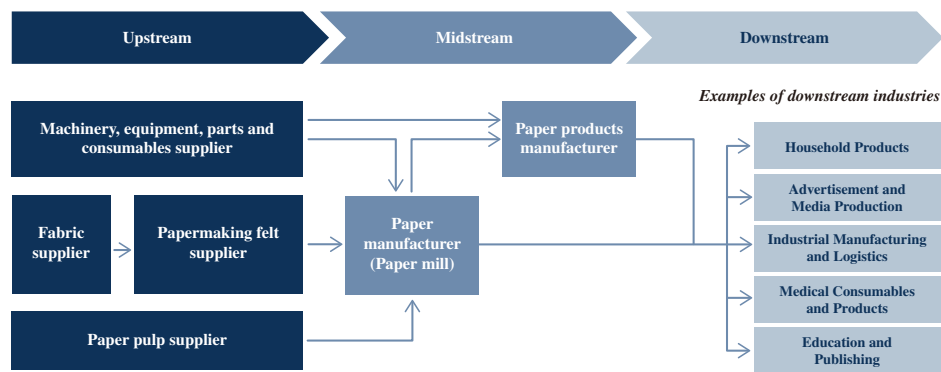 Upstream
Midstream
Downstream
Examples of downstream industries
Machinery, equipment, parts and
consumables supplier
Paper products
manufacturer
Household Products
Advertisement and
Media Production
Fabric
supplier
Papermaking felt
supplier
Paper
manufacturer
(Paper mill)
Industrial Manufacturing
and Logistics
Medical Consumables
and Products
Paper pulp supplier
Education and
Publishing